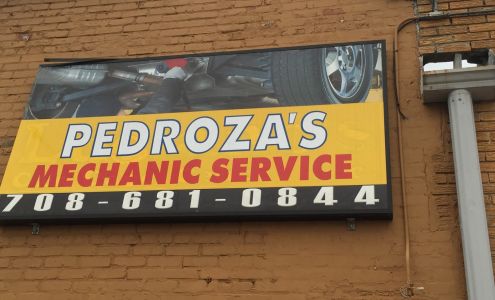 PEDROZA'S
MECHANIC SERVICE
708-681-0844